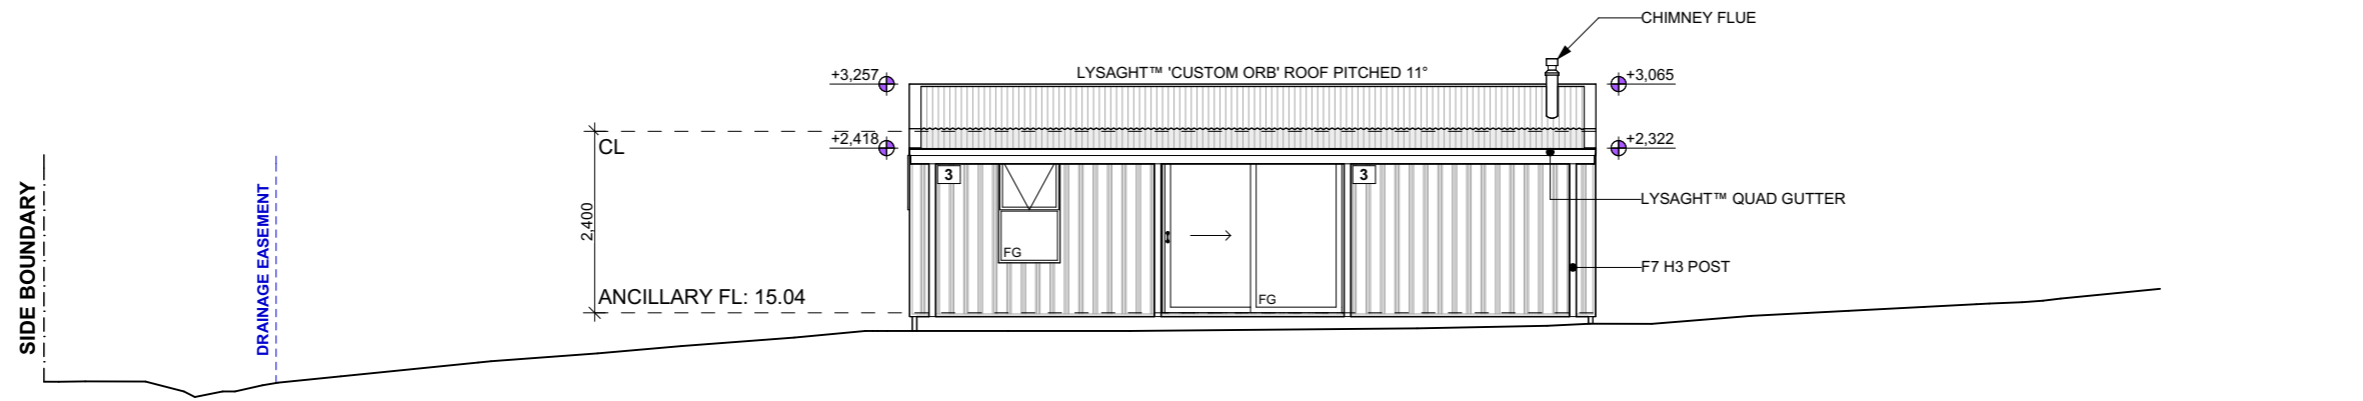 CHIMNEY FLUE
LYSAGHT™ 'CUSTOM ORB' ROOF PITCHED 11°
+3,257
+3,065
CL
+2,418
+2,322
3
3
LYSAGHT™ QUAD GUTTER
SIDE BOUNDARY
DRAINAGE EASEMENT
2,400
FG
F7 H3 POST
ANCILLARY FL: 15.04
FG